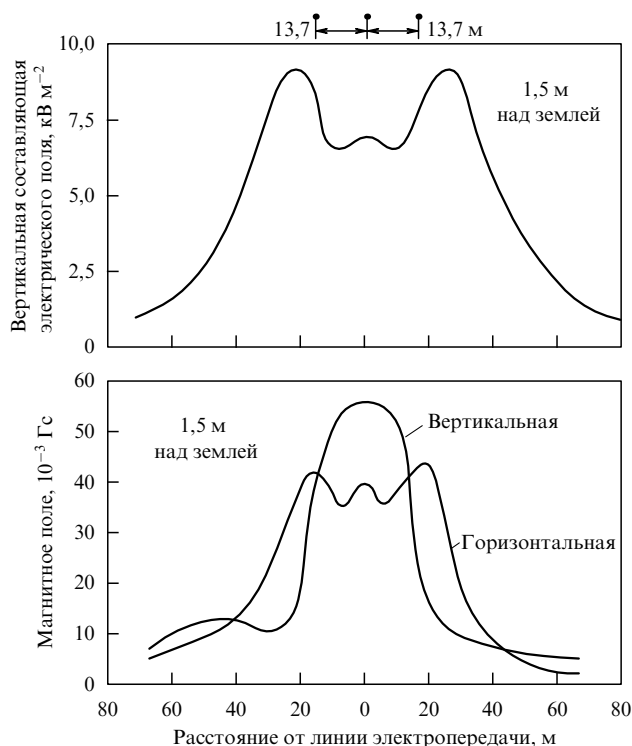 13,7
13,7 м
10,0
7,5
5,0
2,5
0
Вертикальная составляющая
электрического поля, кВ м−2
1,5 м
над землей
60
50
40
30
20
10
0
Магнитное поле, 10−3 Гс
1,5 м
над землей
Вертикальная
Горизонтальная
80 60 40 20 0 20 40 60 80
Расстояние от линии электропередачи, м